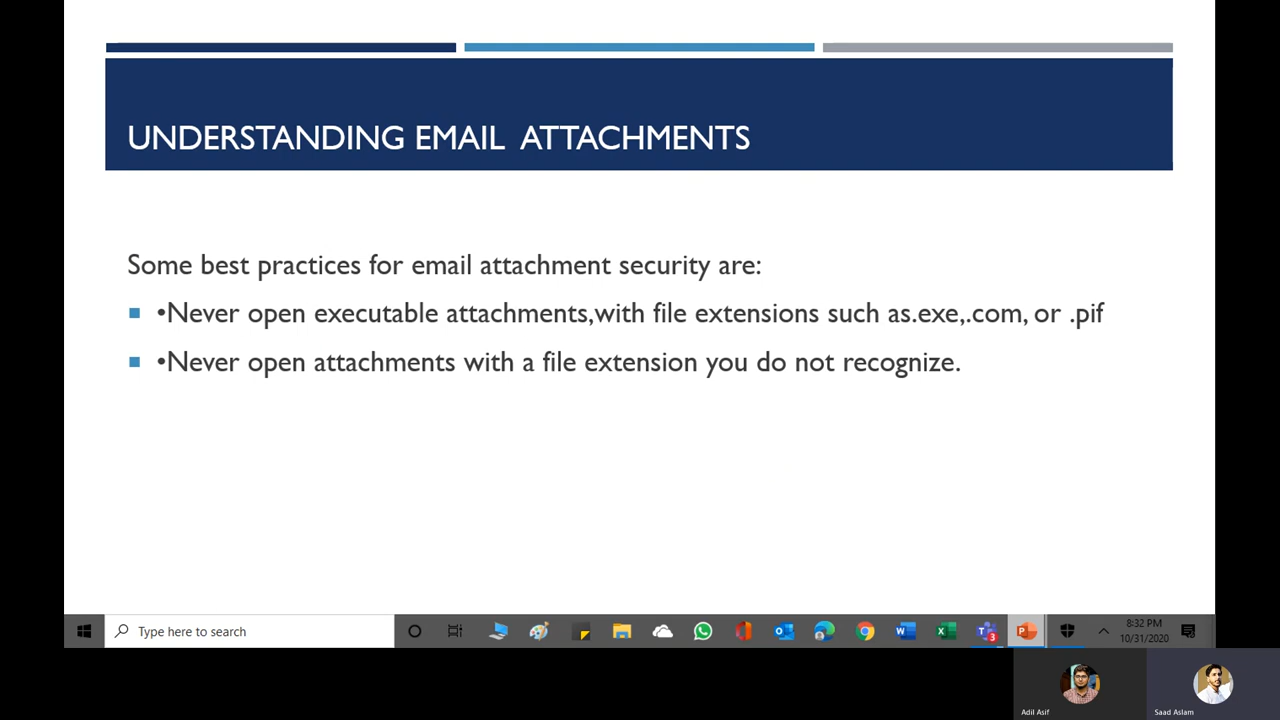 UNDERSTANDING EMAIL ATTACHMENTS
Some best practices for email attachment security are:
•Never open executable attachments,with file extensions such as.exe,.com, or .pif
•Never open attachments with a file extension you do not recognize.
Type here to search
3
8:32 PM
10/31/2020
Adil Asif
Saad Aslam